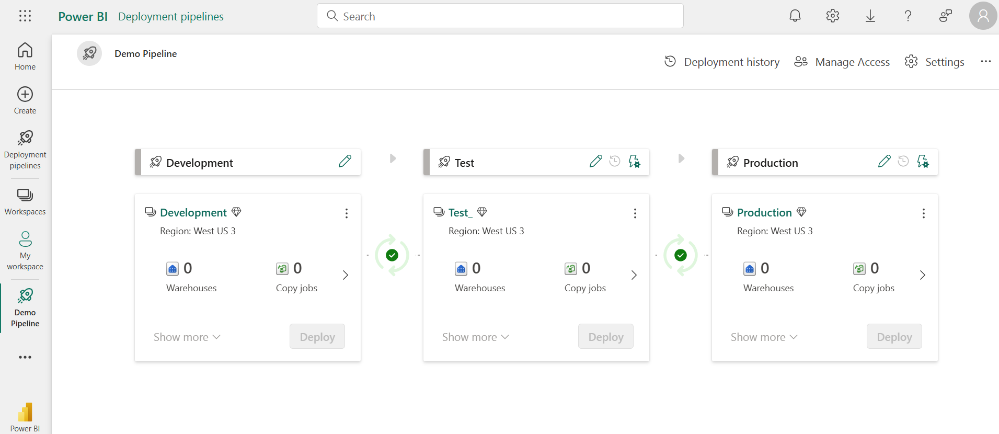 Power BI Deployment pipelines
Search
Home
Create
Deployment
pipelines
Workspaces
My
workspace
Demo
Pipeline
Power BI
Demo Pipeline
Deployment history
Manage Access
Settings
Development
Test
Production
Development
Region: West US 3
0
Warehouses
0
Copy jobs
Show more
Deploy
Test_
Region: West US 3
0
Warehouses
0
Copy jobs
Show more
Deploy
Production
Region: West US 3
0
Warehouses
0
Copy jobs
Show more
Deploy